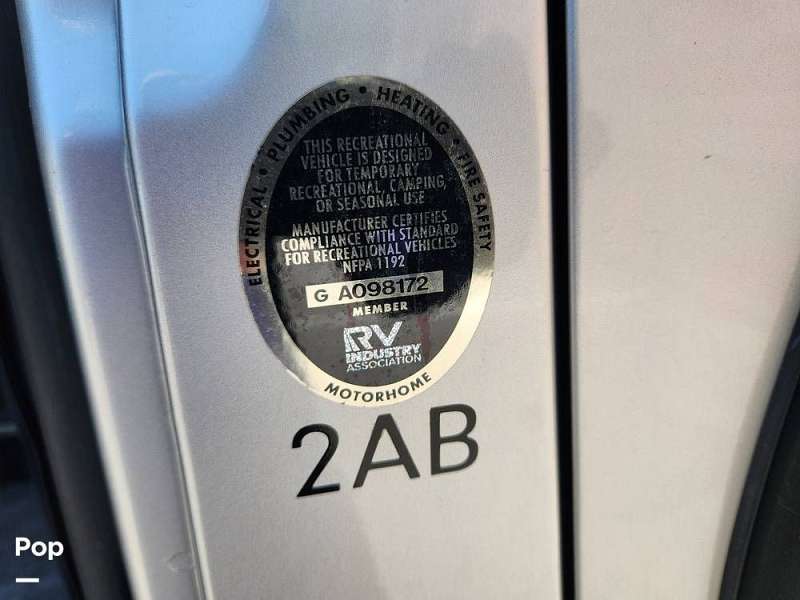 ELECTRICAL • PLUMBING • HEATING • FIRE SAFETY
THIS RECREATIONAL
VEHICLE IS DESIGNED
FOR TEMPORARY
RECREATIONAL, CAMPING,
OR SEASONAL USE
MANUFACTURER CERTIFIES
COMPLIANCE WITH STANDARD
FOR RECREATIONAL VEHICLES
NFPA 1192
G A098172
MEMBER
RV
INDUSTRY
ASSOCIATION
MOTORHOME
2AB
Pop